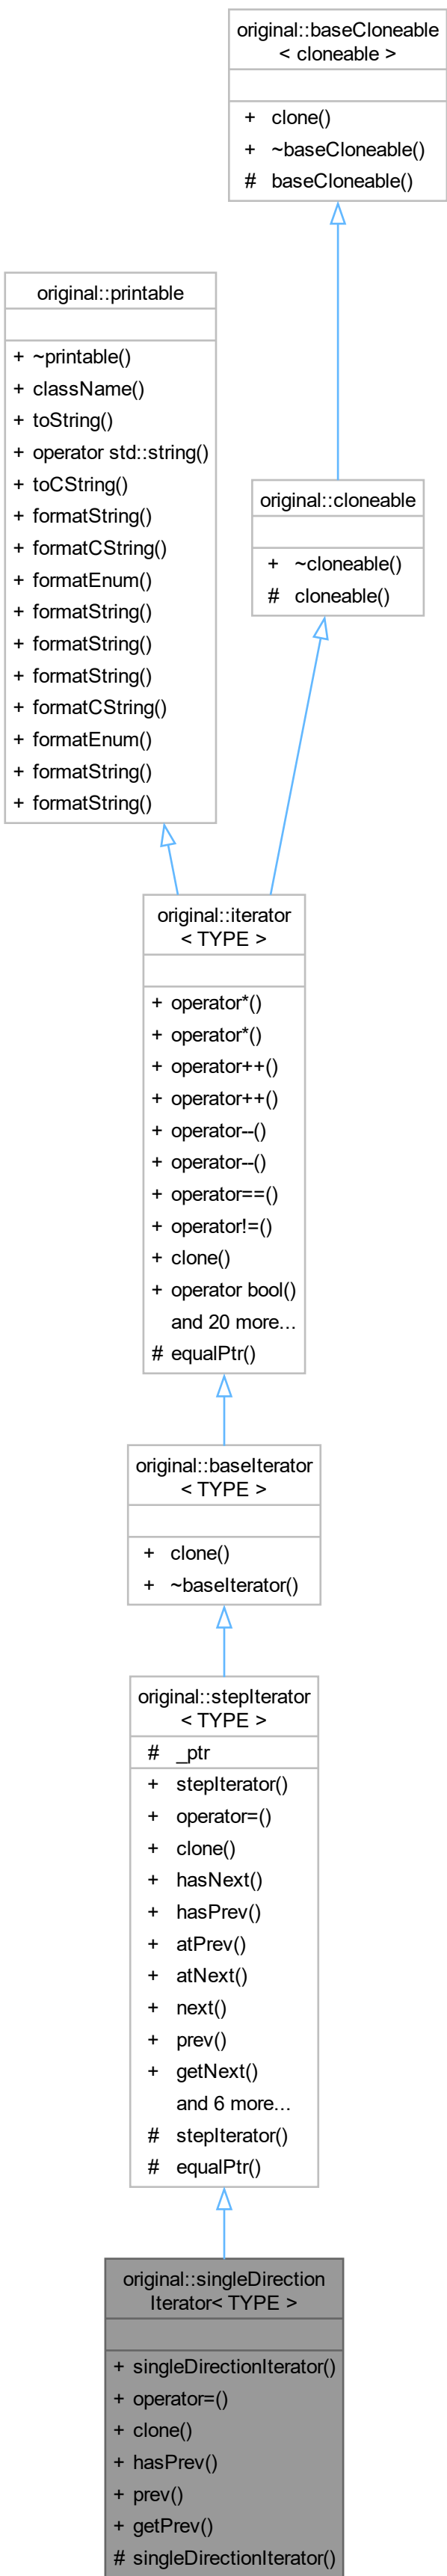 original::baseCloneable
< cloneable >
+ clone()
+ ~baseCloneable()
# baseCloneable()
original::printable
+ ~printable()
+ className()
+ toString()
+ operator std::string()
+ toCString()
+ formatString()
+ formatCString()
+ formatEnum()
+ formatString()
+ formatString()
+ formatString()
+ formatCString()
+ formatEnum()
+ formatString()
+ formatString()
original::cloneable
+ ~cloneable()
# cloneable()
original::iterator
< TYPE >
+ operator*()
+ operator*()
+ operator++()
+ operator++()
+ operator--()
+ operator--()
+ operator==()
+ operator!=()
+ clone()
+ operator bool()
and 20 more...
# equalPtr()
original::baseIterator
< TYPE >
+ clone()
+ ~baseIterator()
original::stepIterator
< TYPE >
# _ptr
+ stepIterator()
+ operator=()
+ clone()
+ hasNext()
+ hasPrev()
+ atPrev()
+ atNext()
+ next()
+ prev()
+ getNext()
and 6 more...
# stepIterator()
# equalPtr()
original::singleDirection
Iterator< TYPE >
+ singleDirectionIterator()
+ operator=()
+ clone()
+ hasPrev()
+ prev()
+ getPrev()
# singleDirectionIterator()